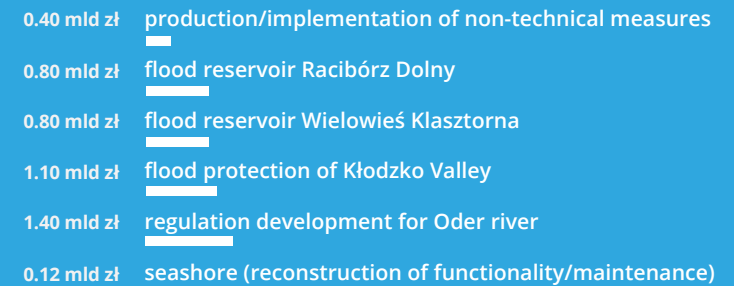 0.40 mld zł production/implementation of non-technical measures
0.80 mld zł flood reservoir Racibórz Dolny
0.80 mld zł flood reservoir Wielowieś Klasztorna
1.10 mld zł flood protection of Kłodzko Valley
1.40 mld zł regulation development for Oder river
0.12 mld zł seashore (reconstruction of functionality/maintenance)